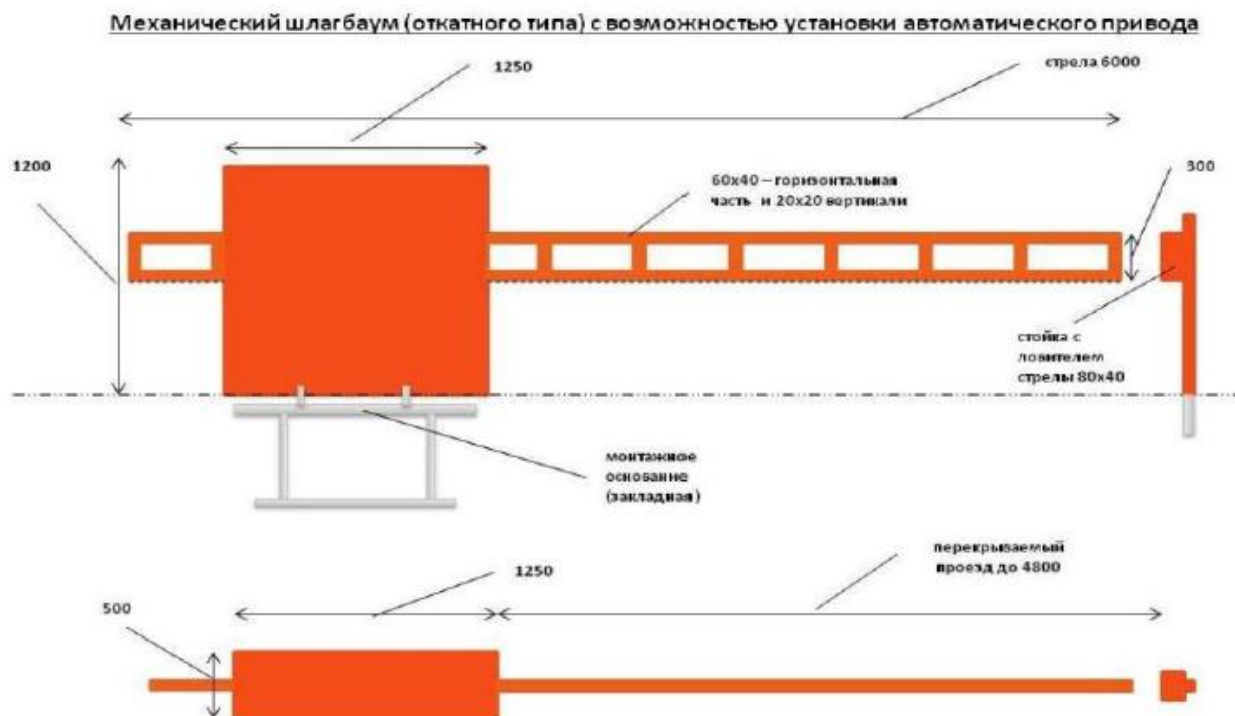 Механический шлагбаум (откатного типа) с возможностью установки автоматического привода
1250
стрела 6000
1200
60х40 – горизонтальная
часть и 20х20 вертикали
300
стойка с
ловителем
стрелы 80х40
монтажное
основание
(закладная)
перекрываемый
проезд до 4800
1250
500